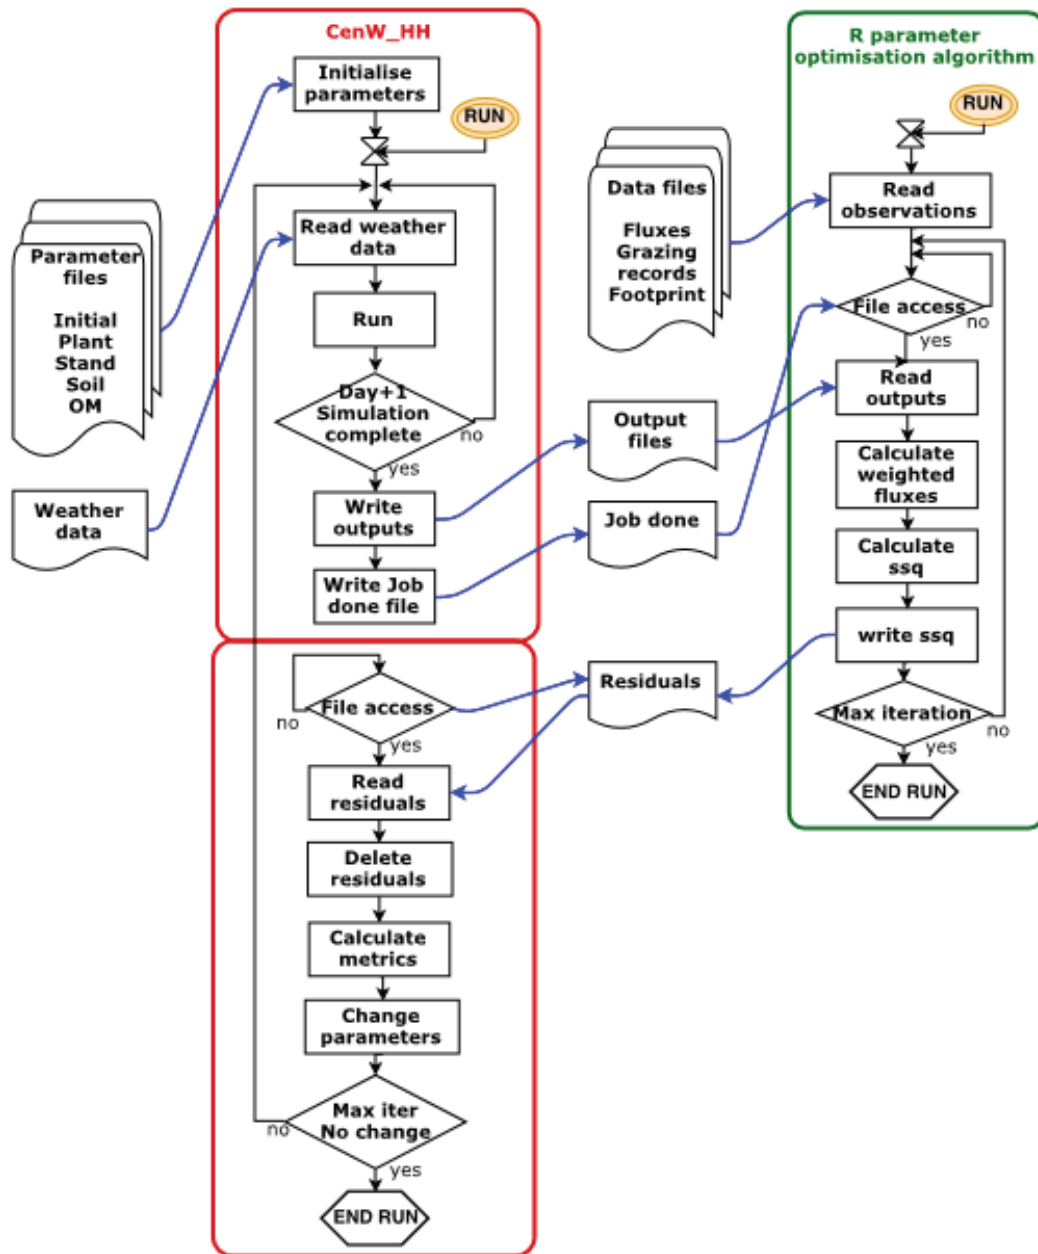 CenW_HH
Initialise
parameters
RUN
Read weather
data
Run
Day+1
Simulation
complete
no
yes
Write
outputs
Write Job
done file
Parameter
files
Initial
Plant
Stand
Soil
OM
Weather
data
File access
no
yes
Read
residuals
Delete
residuals
Calculate
metrics
Change
parameters
Max iter
No change
no
yes
END RUN
Data files
Fluxes
Grazing
records
Footprint
Output
files
Job done
Residuals
R parameter
optimisation algorithm
RUN
Read
observations
File access
no
yes
Read
outputs
Calculate
weighted
fluxes
Calculate
ssq
write ssq
Max iteration
no
yes
END RUN